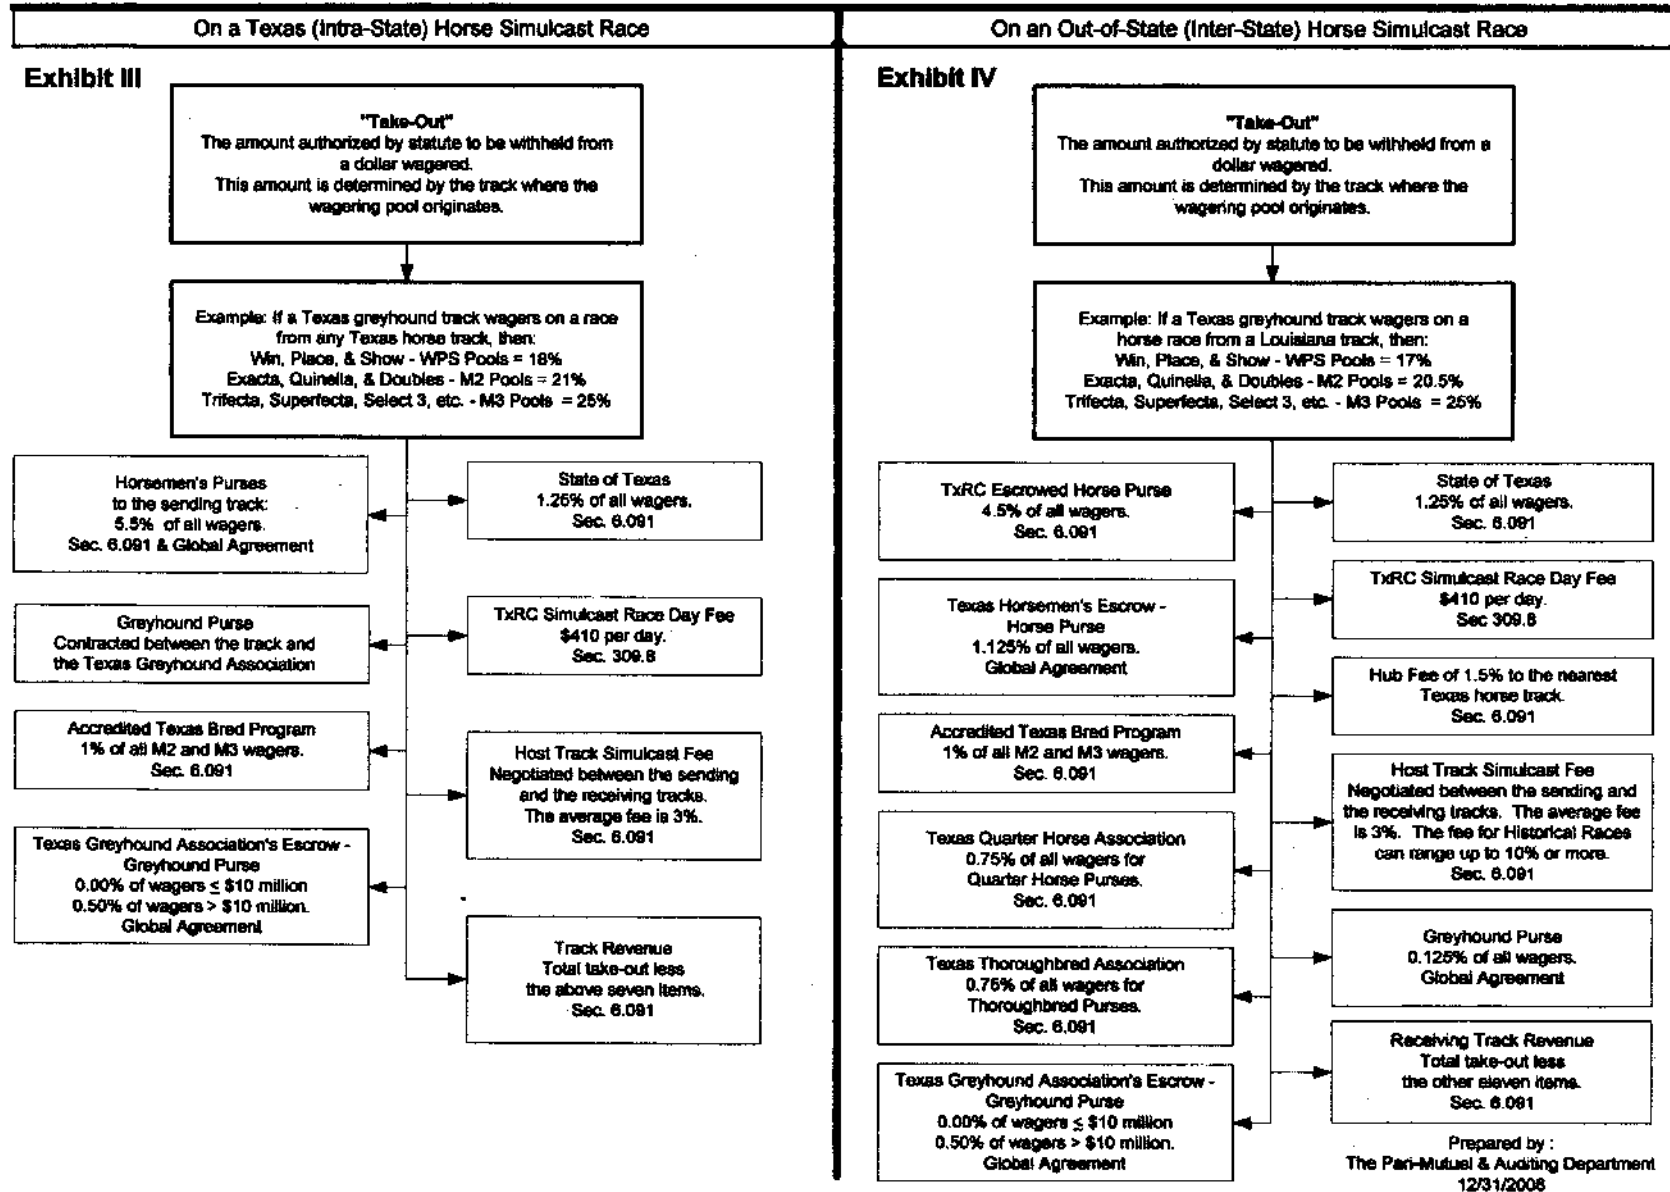 On a Texas (Intra-State) Horse Simulcast Race
Exhibit III
"Take-Out"
The amount authorized by statute to be withheld from
a dollar wagered.
This amount is determined by the track where the
wagering pool originates.
Example: If a Texas greyhound track wagers on a race
from any Texas horse track, then:
Win, Place, & Show - WPS Pools = 18%
Exacta, Quinella, & Doubles - M2 Pools = 21%
Trifecta, Superfecta, Select 3, etc. - M3 Pools = 25%
Horsemen's Purses
to the sending track:
5.5% of all wagers.
Sec. 6.091 & Global Agreement
State of Texas
1.25% of all wagers.
Sec. 6.091
Greyhound Purse
Contracted between the track and
the Texas Greyhound Association
TxRC Simulcast Race Day Fee
$410 per day.
Sec. 309.8
Accredited Texas Bred Program
1% of all M2 and M3 wagers.
Sec. 6.091
Host Track Simulcast Fee
Negotiated between the sending
and the receiving tracks.
The average fee is 3%.
Sec. 6.091
Texas Greyhound Association's Escrow -
Greyhound Purse
0.00% of wagers ≤ $10 million
0.50% of wagers > $10 million.
Global Agreement
Track Revenue
Total take-out less
the above seven items.
Sec. 6.091
On an Out-of-State (Inter-State) Horse Simulcast Race
Exhibit IV
"Take-Out"
The amount authorized by statute to be withheld from a
dollar wagered.
This amount is determined by the track where the
wagering pool originates.
Example: If a Texas greyhound track wagers on a
horse race from a Louisiana track, then:
Win, Place, & Show - WPS Pools = 17%
Exacta, Quinella, & Doubles - M2 Pools = 20.5%
Trifecta, Superfecta, Select 3, etc. - M3 Pools = 25%
TxRC Escrowed Horse Purse
4.5% of all wagers.
Sec. 6.091
State of Texas
1.25% of all wagers.
Sec. 6.091
Texas Horsemen's Escrow -
Horse Purse
1.125% of all wagers.
Global Agreement
TxRC Simulcast Race Day Fee
$410 per day.
Sec 309.8
Hub Fee of 1.5% to the nearest
Texas horse track.
Sec. 6.091
Accredited Texas Bred Program
1% of all M2 and M3 wagers.
Sec. 6.091
Host Track Simulcast Fee
Negotiated between the sending and
the receiving tracks. The average fee
is 3%. The fee for Historical Races
can range up to 10% or more.
Sec. 6.091
Texas Quarter Horse Association
0.75% of all wagers for
Quarter Horse Purses.
Sec. 6.091
Greyhound Purse
0.125% of all wagers.
Global Agreement
Texas Thoroughbred Association
0.75% of all wagers for
Thoroughbred Purses.
Sec. 6.091
Receiving Track Revenue
Total take-out less
the other eleven items.
Sec. 6.091
Texas Greyhound Association's Escrow -
Greyhound Purse
0.00% of wagers ≤ $10 million
0.50% of wagers > $10 million.
Global Agreement
Prepared by :
The Pari-Mutuel & Auditing Department
12/31/2008